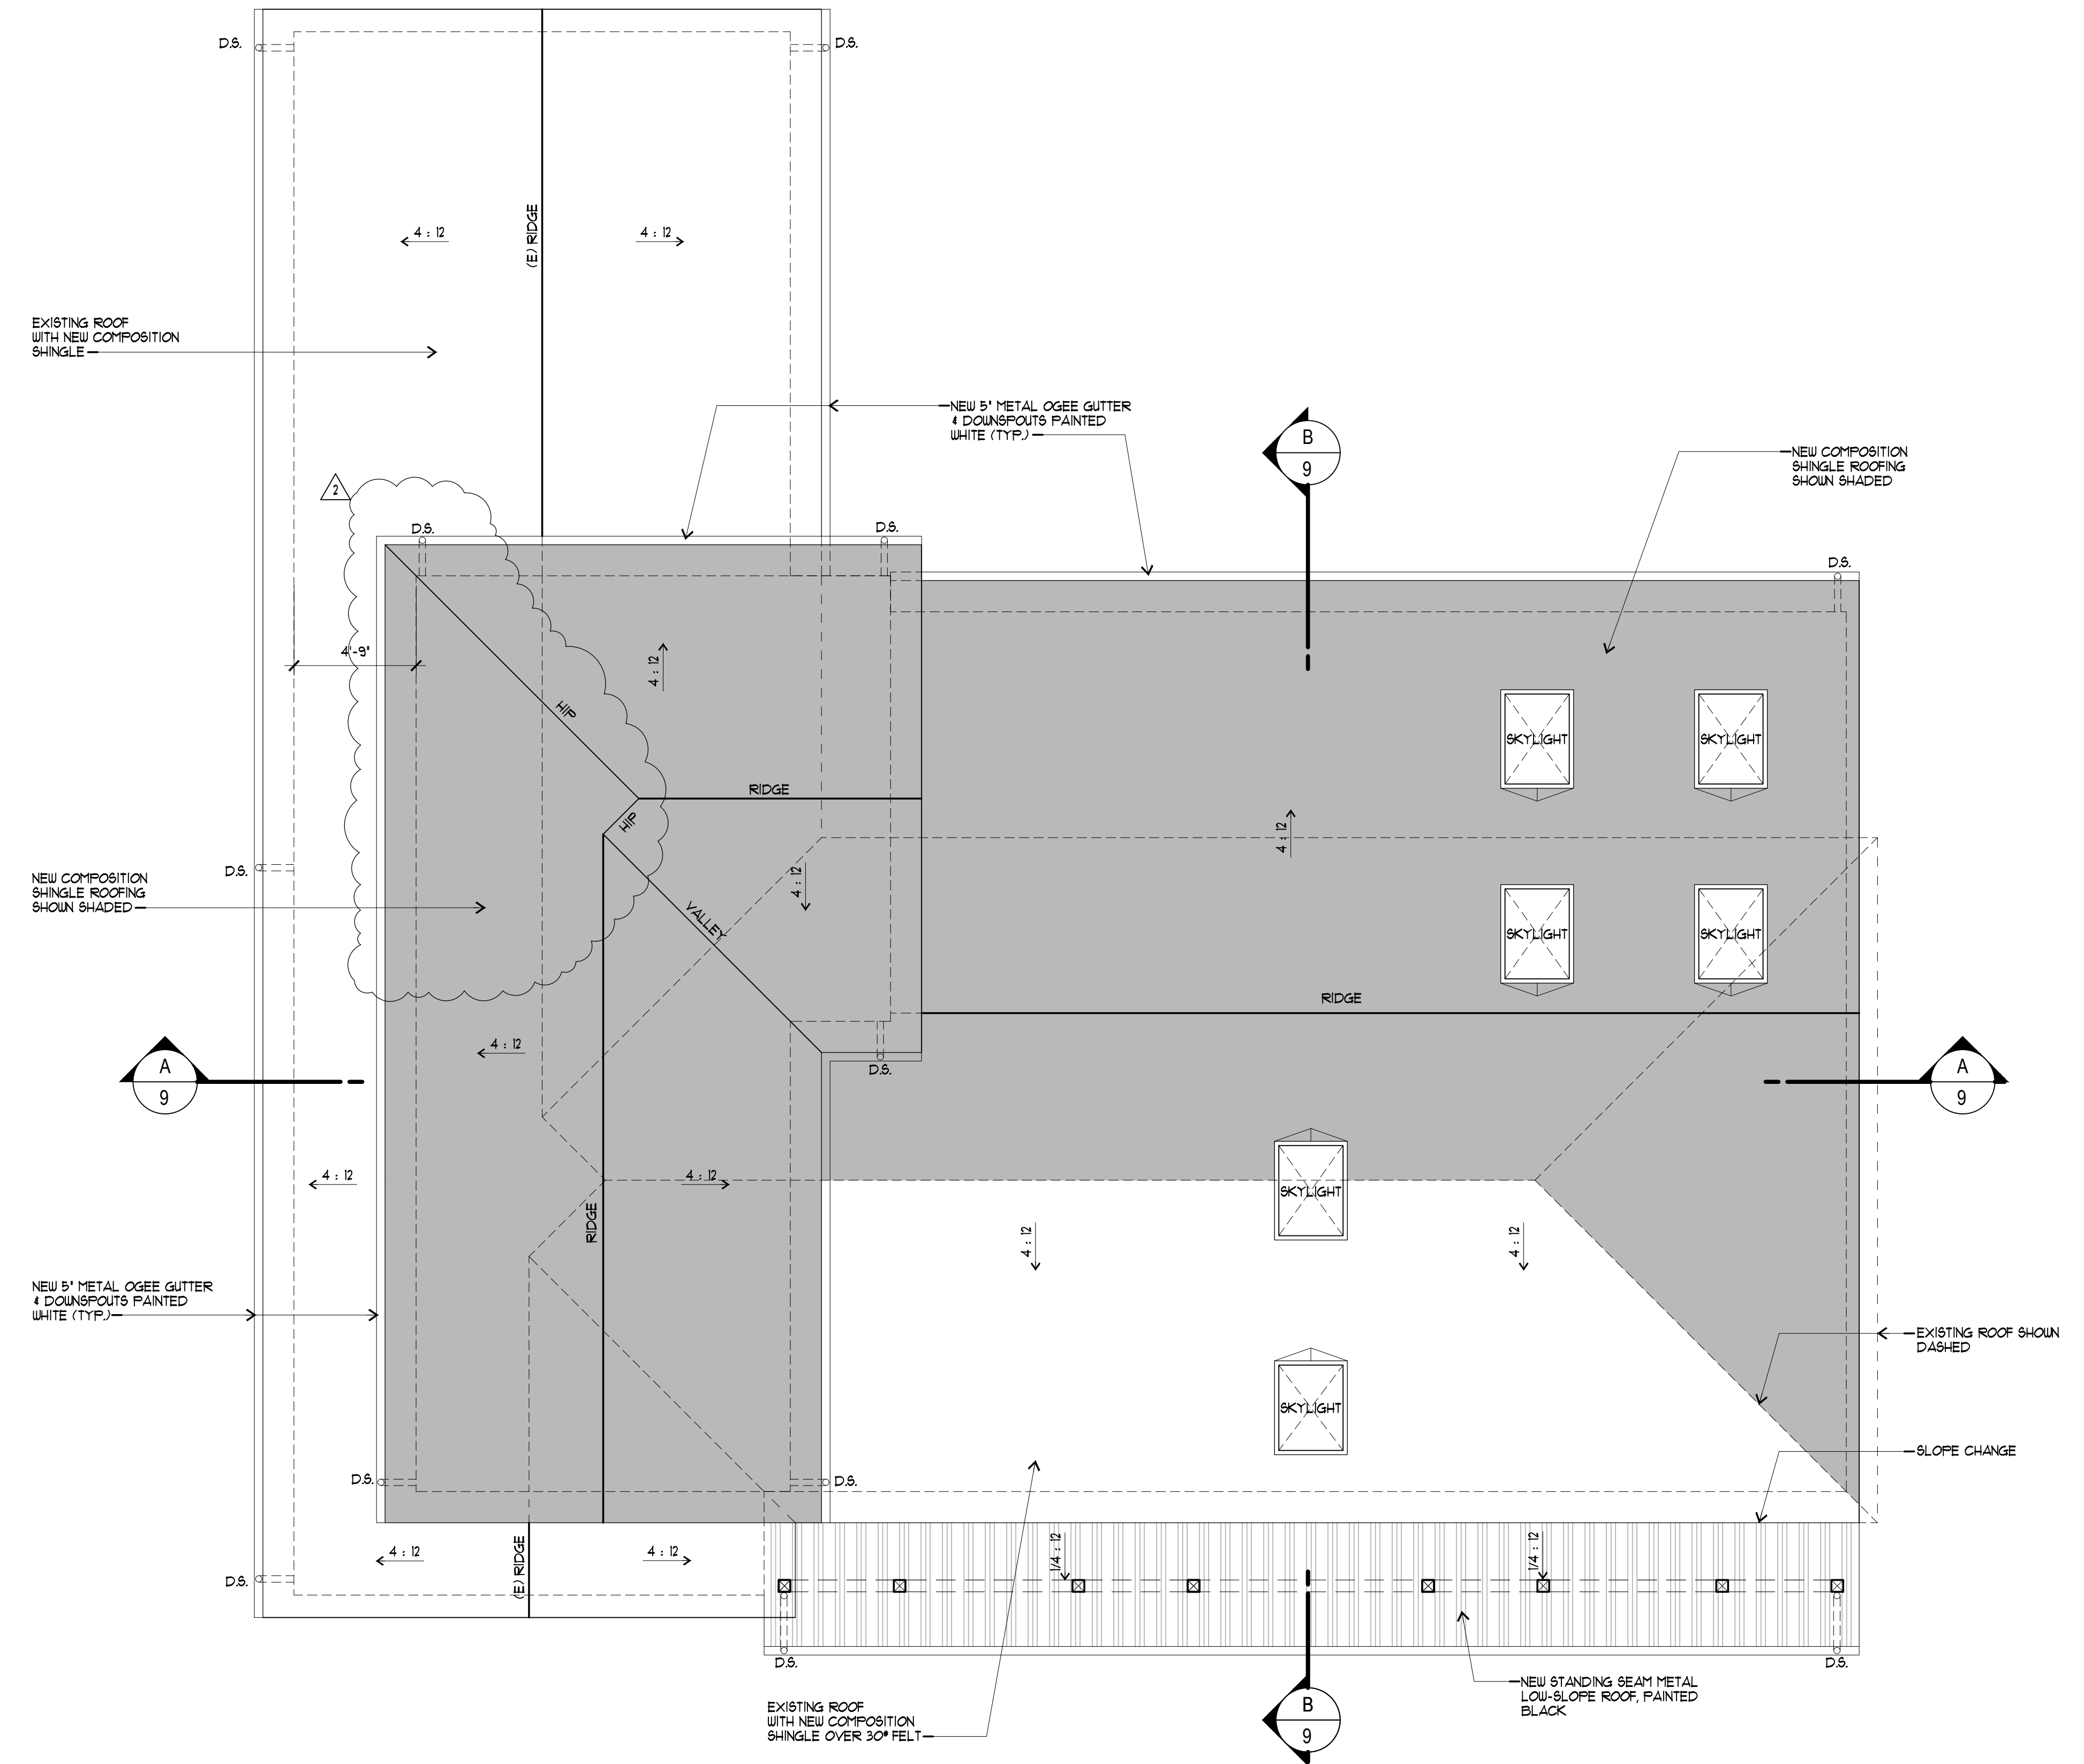 D.S.
D.S.
(E) RIDGE
4 : 12
4 : 12
EXISTING ROOF
WITH NEW COMPOSITION
SHINGLE
NEW 5" METAL OGEE GUTTER
& DOWNSPOUTS PAINTED
WHITE (TYP.)
B
9
NEW COMPOSITION
SHINGLE ROOFING
SHOWN SHADED
2
D.S.
D.S.
D.S.
4'-9"
4 : 12
HIP
SKYLIGHT
SKYLIGHT
RIDGE
HIP
4 : 12
D.S.
4 : 12
NEW COMPOSITION
SHINGLE ROOFING
SHOWN SHADED
VALLEY
SKYLIGHT
SKYLIGHT
RIDGE
4 : 12
A
9
D.S.
A
9
4 : 12
4 : 12
SKYLIGHT
RIDGE
4 : 12
4 : 12
NEW 5" METAL OGEE GUTTER
& DOWNSPOUTS PAINTED
WHITE (TYP.)
EXISTING ROOF SHOWN
DASHED
SKYLIGHT
SLOPE CHANGE
D.S.
D.S.
4 : 12
(E) RIDGE
4 : 12
1/4 : 12
1/4 : 12
D.S.
D.S.
D.S.
NEW STANDING SEAM METAL
LOW-SLOPE ROOF, PAINTED
BLACK
EXISTING ROOF
WITH NEW COMPOSITION
SHINGLE OVER 30# FELT
B
9